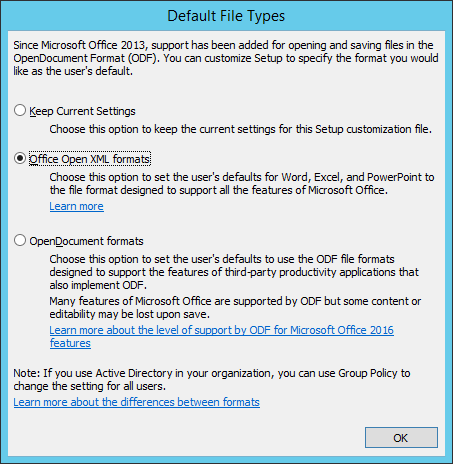 Default File Types
Since Microsoft Office 2013, support has been added for opening and saving files in the
OpenDocument Format (ODF). You can customize Setup to specify the format you would
like as the user's default.
Keep Current Settings
Choose this option to keep the current settings for this Setup customization file.
Office Open XML formats
Choose this option to set the user's defaults for Word, Excel, and PowerPoint to
the file format designed to support all the features of Microsoft Office.
Learn more
OpenDocument formats
Choose this option to set the user's defaults to use the ODF file formats
designed to support the features of third-party productivity applications that
also implement ODF.
Many features of Microsoft Office are supported by ODF but some content or
editability may be lost upon save.
Learn more about the level of support by ODF for Microsoft Office 2016
features
Note: If you use Active Directory in your organization, you can use Group Policy to
change the setting for all users.
Learn more about the differences between formats
OK